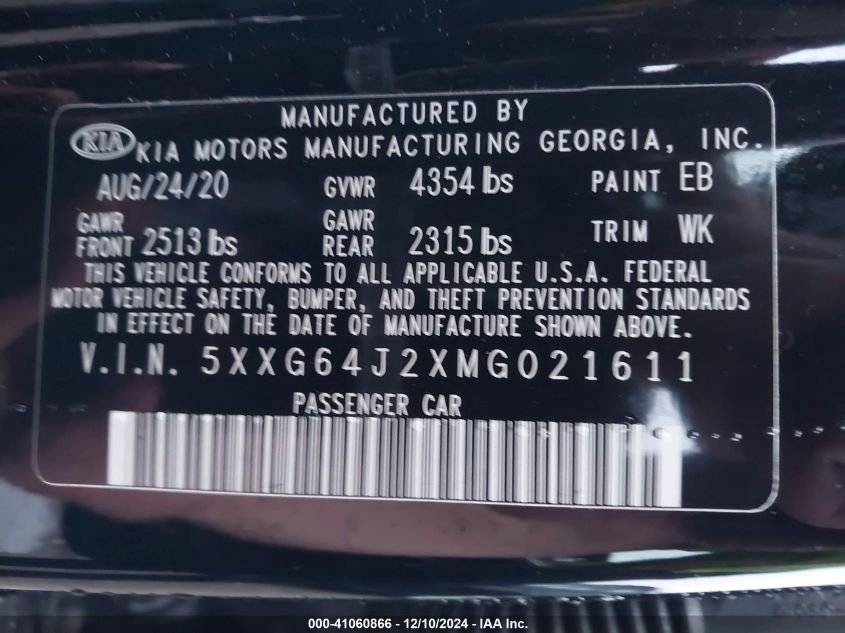 MANUFACTURED BY
KIA KIA MOTORS MANUFACTURING GEORGIA, INC.
AUG/24/20 GVWR 4354 lbs PAINT EB
GAWR FRONT 2513 lbs GAWR REAR 2315 lbs TRIM WK
THIS VEHICLE CONFORMS TO ALL APPLICABLE U.S.A. FEDERAL
MOTOR VEHICLE SAFETY, BUMPER, AND THEFT PREVENTION STANDARDS
IN EFFECT ON THE DATE OF MANUFACTURE SHOWN ABOVE.
V.I.N. 5XXG64J2XMG021611
PASSENGER CAR
000-41060866 - 12/10/2024 - IAA Inc.